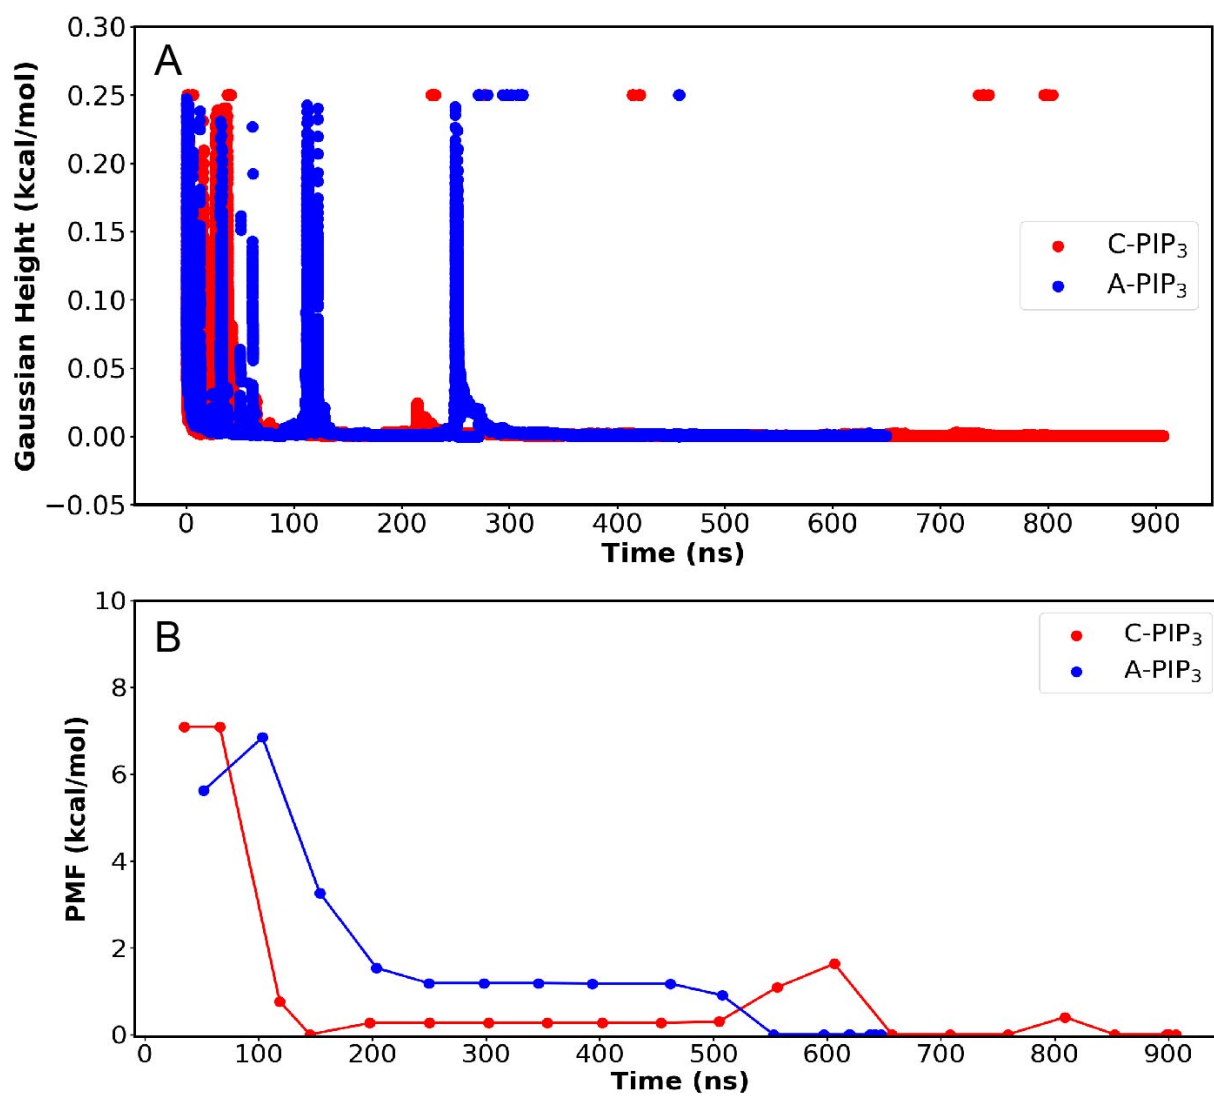 A
0.30
0.25
0.20
0.15
0.10
0.05
0.00
−0.05
Gaussian Height (kcal/mol)
C-PIP₃
A-PIP₃
0 100 200 300 400 500 600 700 800 900
Time (ns)
B
10
8
6
4
2
0
PMF (kcal/mol)
C-PIP₃
A-PIP₃
0 100 200 300 400 500 600 700 800 900
Time (ns)